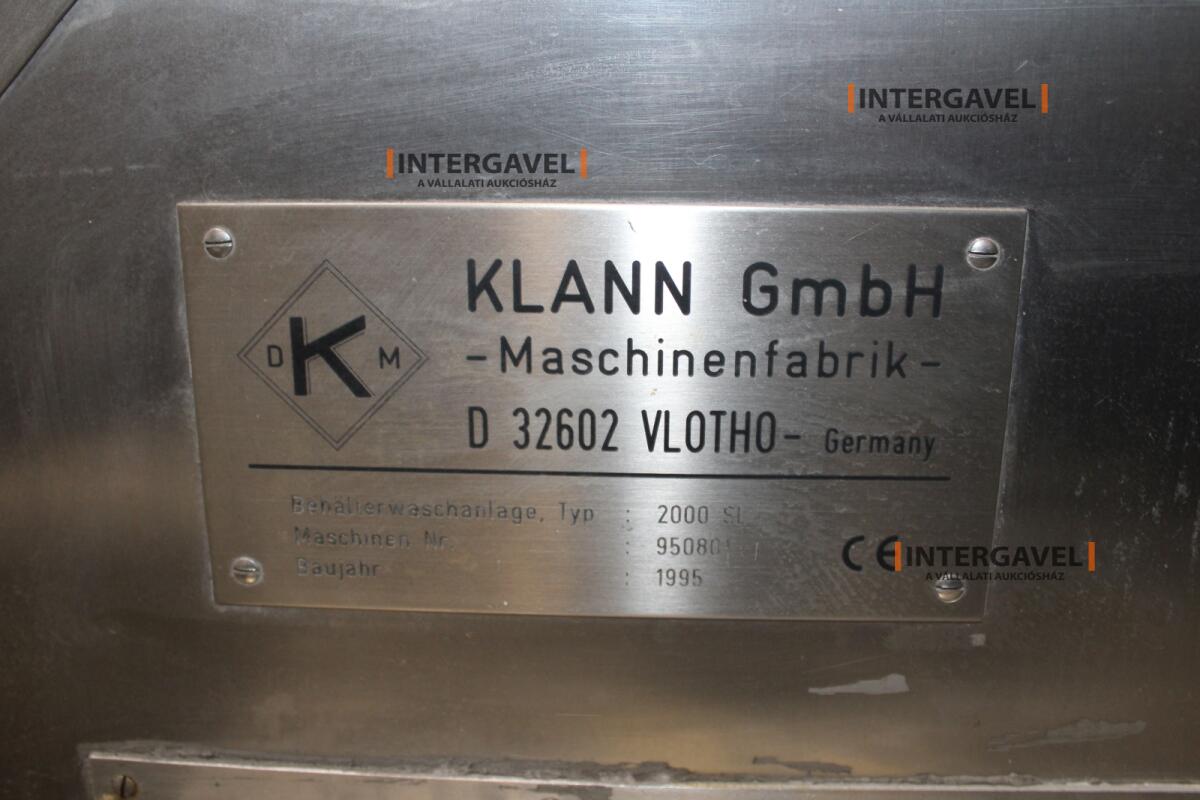 INTERGAVEL
A VÁLLALATI AUKCIÓSHÁZ
INTERGAVEL
A VÁLLALATI AUKCIÓSHÁZ
D K M
KLANN GmbH
-Maschinenfabrik-
D 32602 VLOTHO- Germany
Behälterwaschanlage, Typ : 2000
Maschinen Nr. :
Baujahr : 1995
CE
INTERGAVEL
A VÁLLALATI AUKCIÓSHÁZ